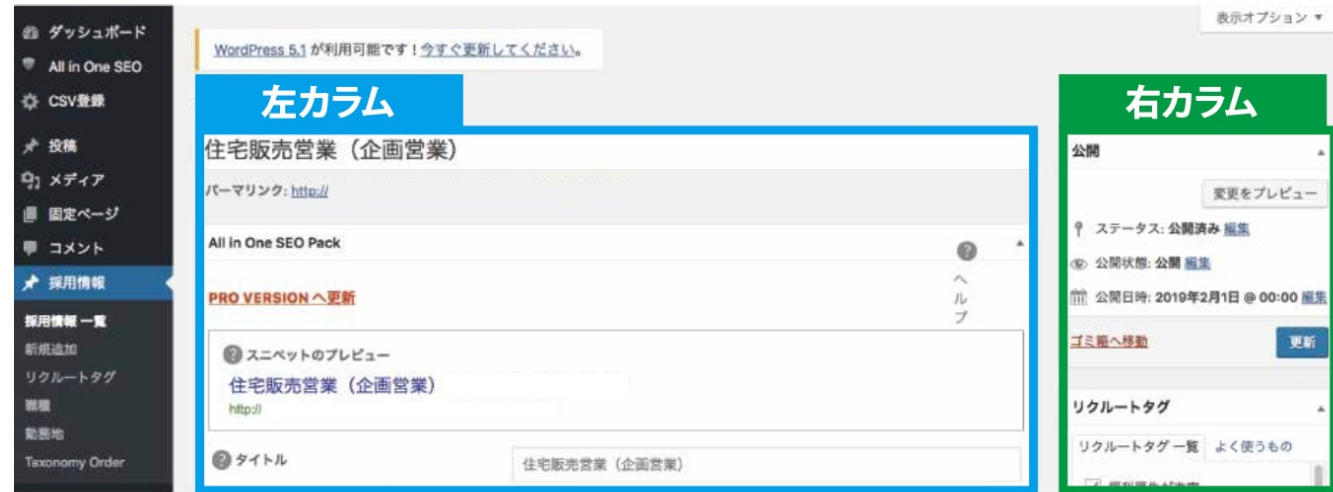 表示オプション ▼
ダッシュボード
All in One SEO
CSV登録
投稿
メディア
固定ページ
コメント
採用情報
採用情報 一覧
新規追加
リクルートタグ
職種
勤務地
Taxonomy Order
WordPress 5.1 が利用可能です ! 今すぐ更新してください。
左カラム
住宅販売営業（企画営業）
パーマリンク: http://
All in One SEO Pack
ヘルプ
PRO VERSION へ更新
スニペットのプレビュー
住宅販売営業（企画営業）
http://
タイトル
住宅販売営業（企画営業）
右カラム
公開
変更をプレビュー
ステータス: 公開済み 編集
公開状態: 公開 編集
公開日時: 2019年2月1日 @ 00:00 編集
ゴミ箱へ移動
更新
リクルートタグ
リクルートタグ 一覧
よく使うもの